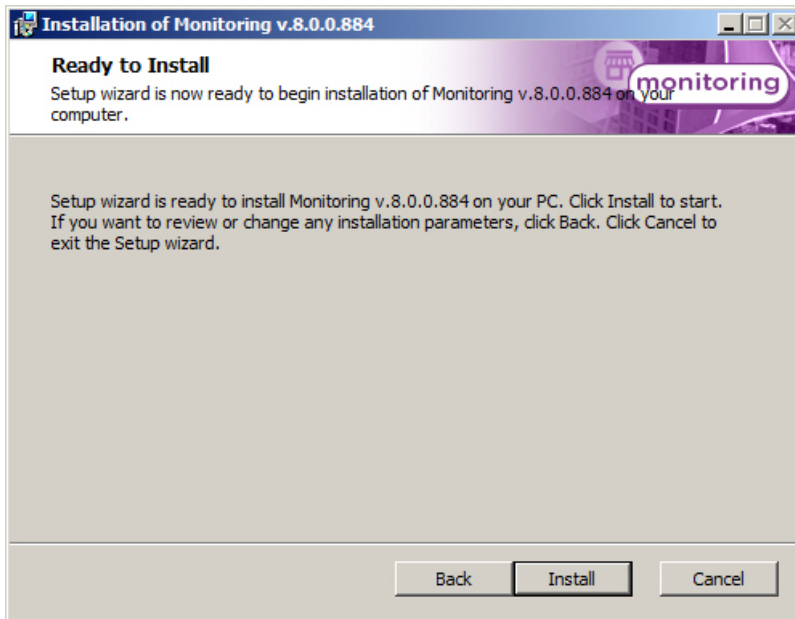 Installation of Monitoring v.8.0.0.884
Ready to Install
monitoring
Setup wizard is now ready to begin installation of Monitoring v.8.0.0.884 on your
computer.
Setup wizard is ready to install Monitoring v.8.0.0.884 on your PC. Click Install to start.
If you want to review or change any installation parameters, click Back. Click Cancel to
exit the Setup wizard.
Back Install Cancel